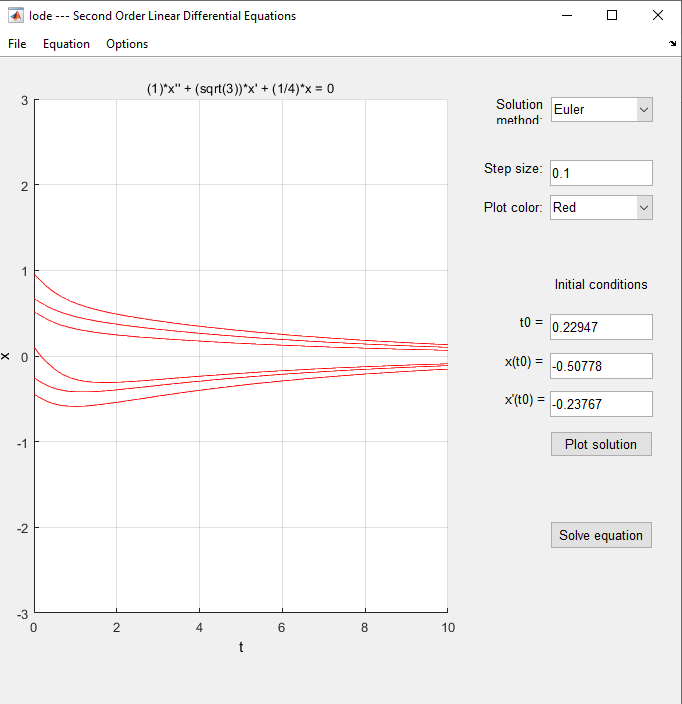 lode --- Second Order Linear Differential Equations
File Equation Options
(1)*x'' + (sqrt(3))*x' + (1/4)*x = 0
3
2
1
0
-1
-2
-3
x
0 2 4 6 8 10
t
Solution
method:
Euler
Step size:
0.1
Plot color:
Red
Initial conditions
t0 =
0.22947
x(t0) =
-0.50778
x'(t0) =
-0.23767
Plot solution
Solve equation